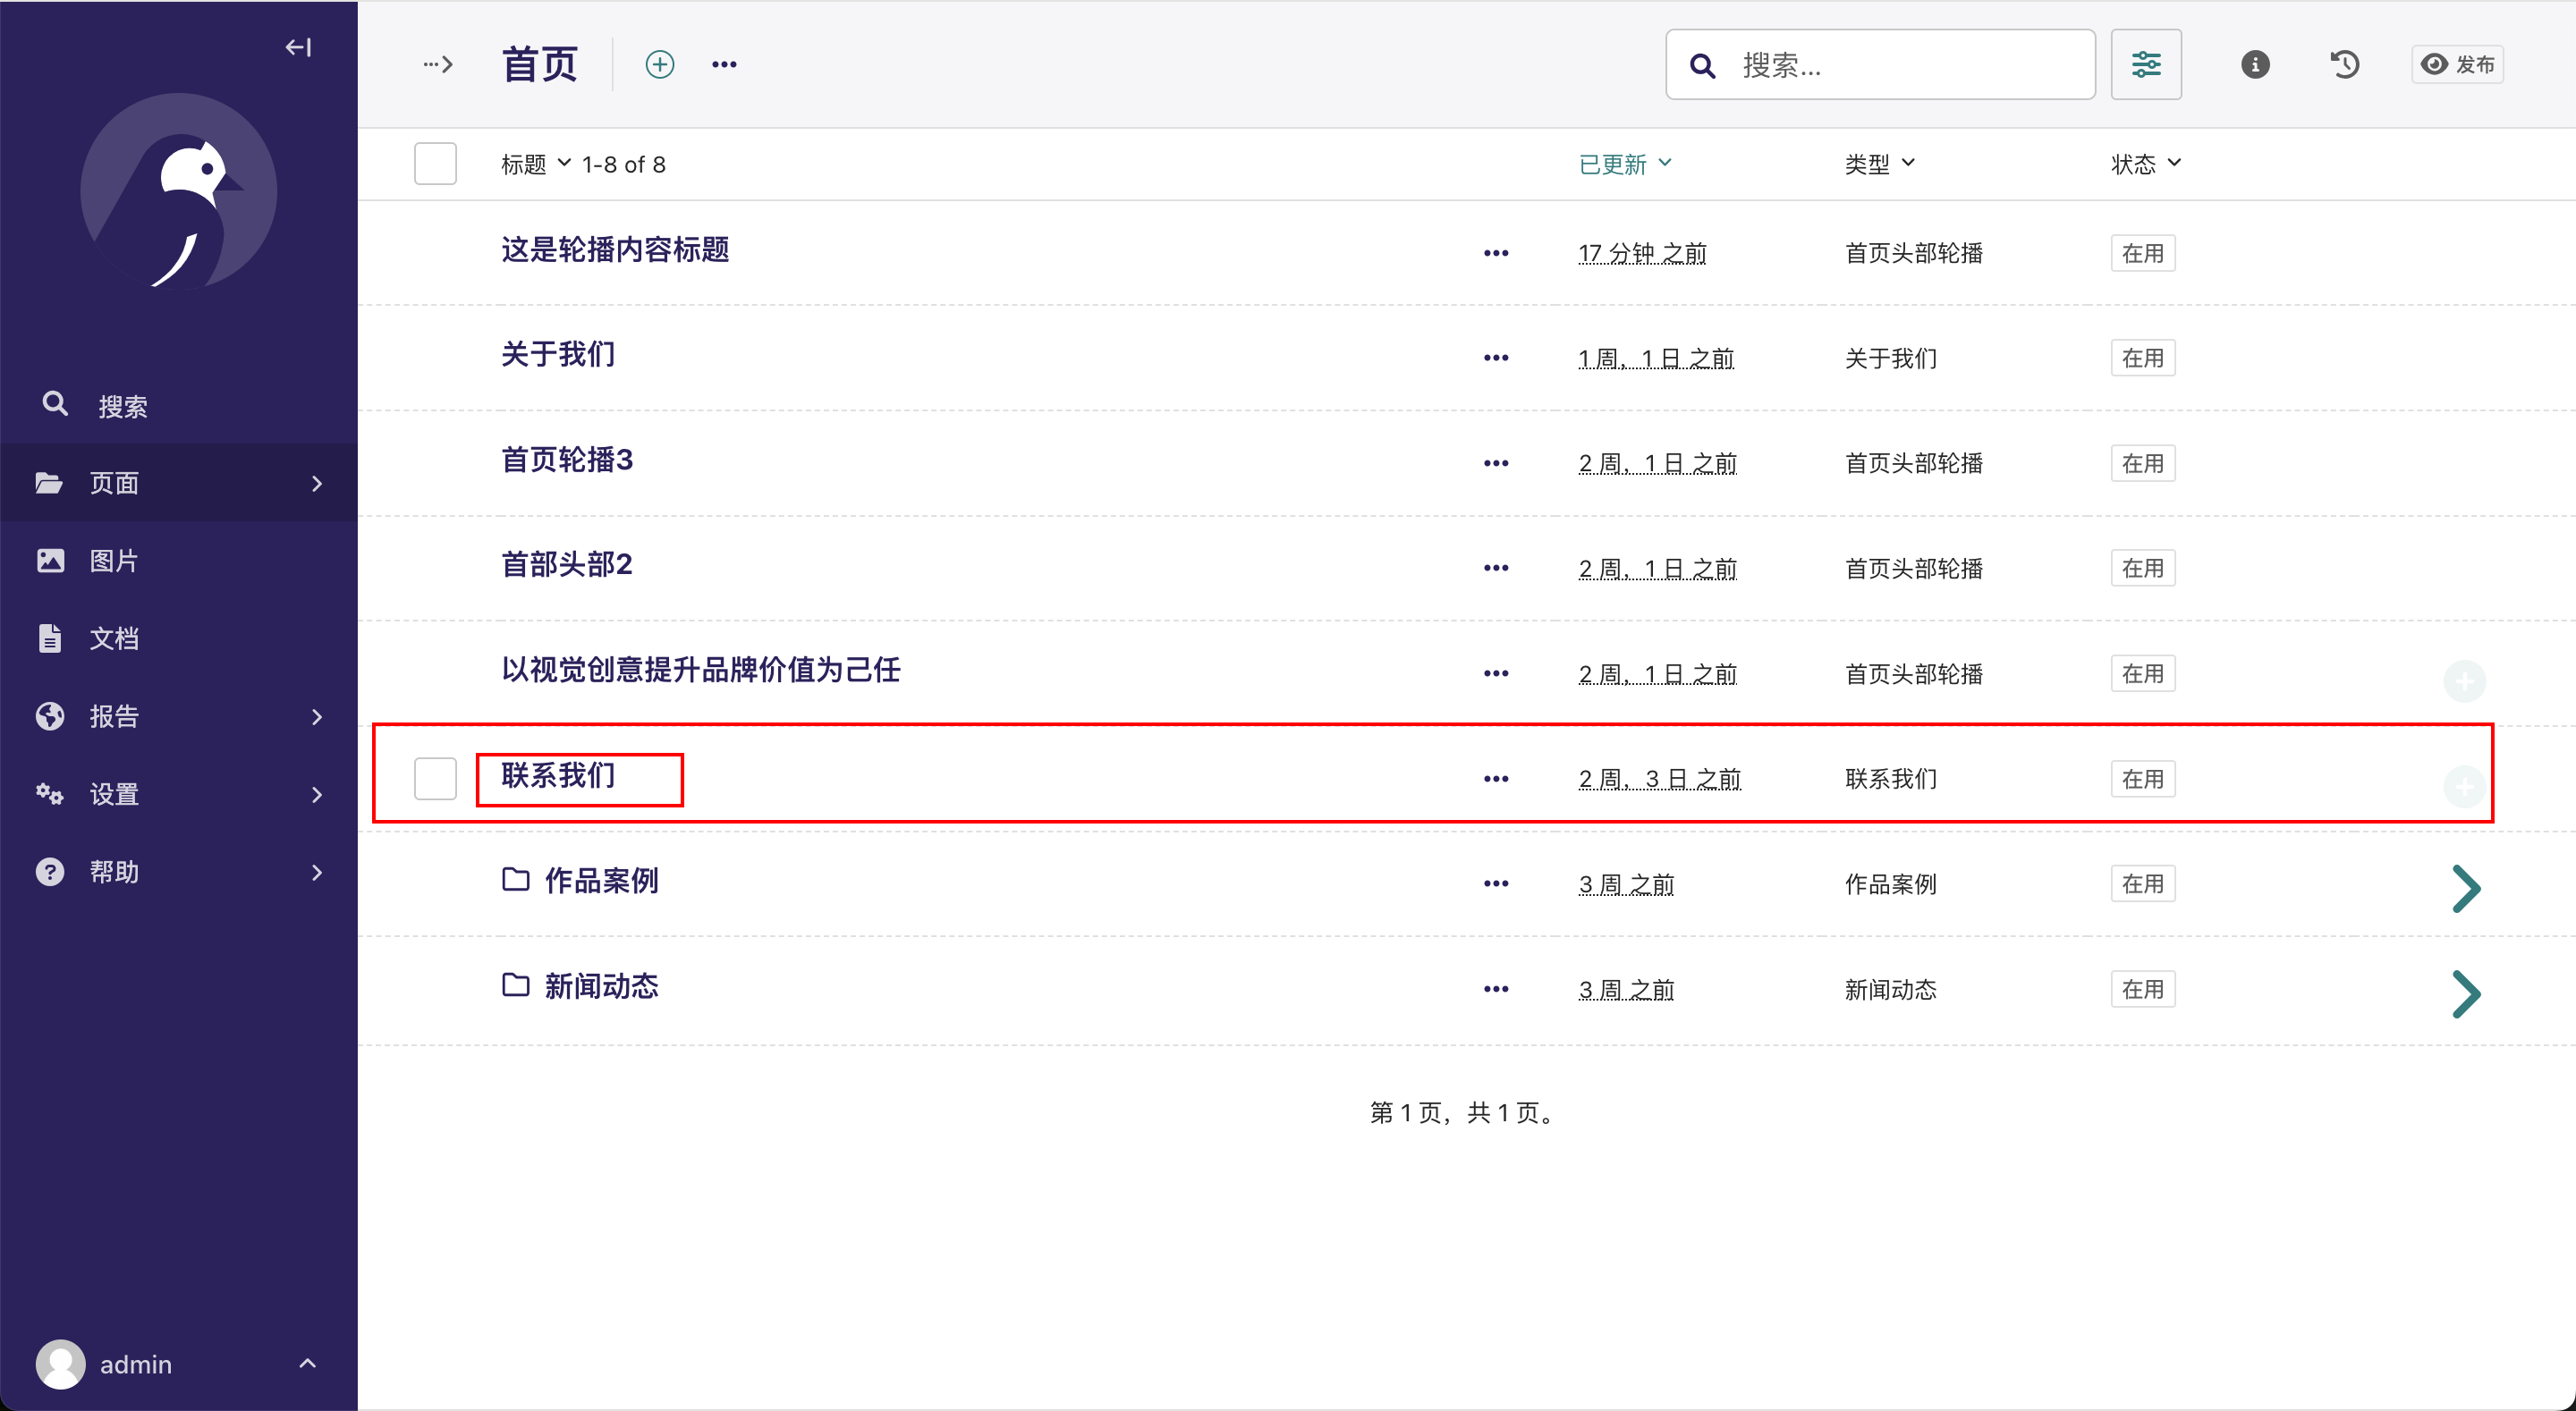 首页
搜索...
发布
标题 1-8 of 8 已更新 类型 状态
这是轮播内容标题 17 分钟 之前 首页头部轮播 在用
关于我们 1 周，1 日 之前 关于我们 在用
首页轮播3 2 周，1 日 之前 首页头部轮播 在用
首部头部2 2 周，1 日 之前 首页头部轮播 在用
以视觉创意提升品牌价值为己任 2 周，1 日 之前 首页头部轮播 在用
联系我们 2 周，3 日 之前 联系我们 在用
作品案例 3 周 之前 作品案例 在用
新闻动态 3 周 之前 新闻动态 在用
第 1 页，共 1 页。
搜索
页面
图片
文档
报告
设置
帮助
admin